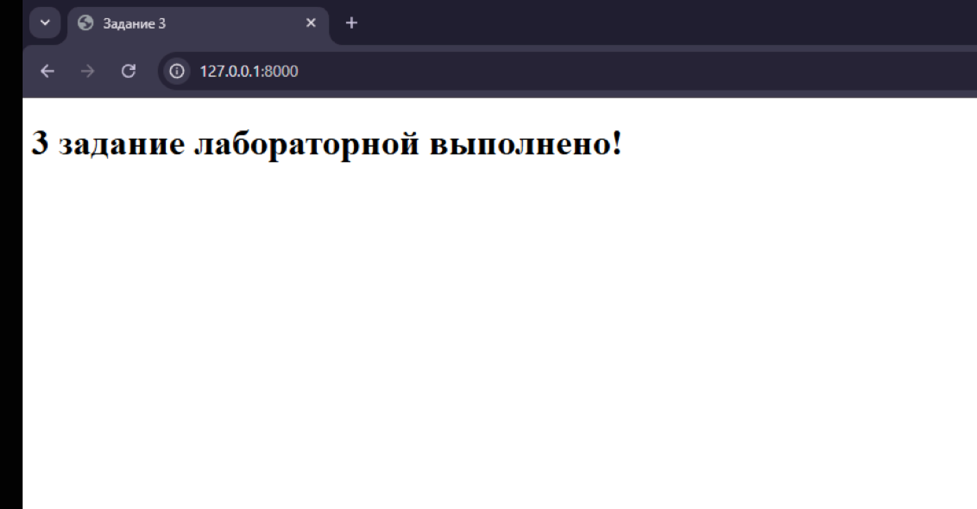 Задание 3
127.0.0.1:8000
3 задание лабораторной выполнено!